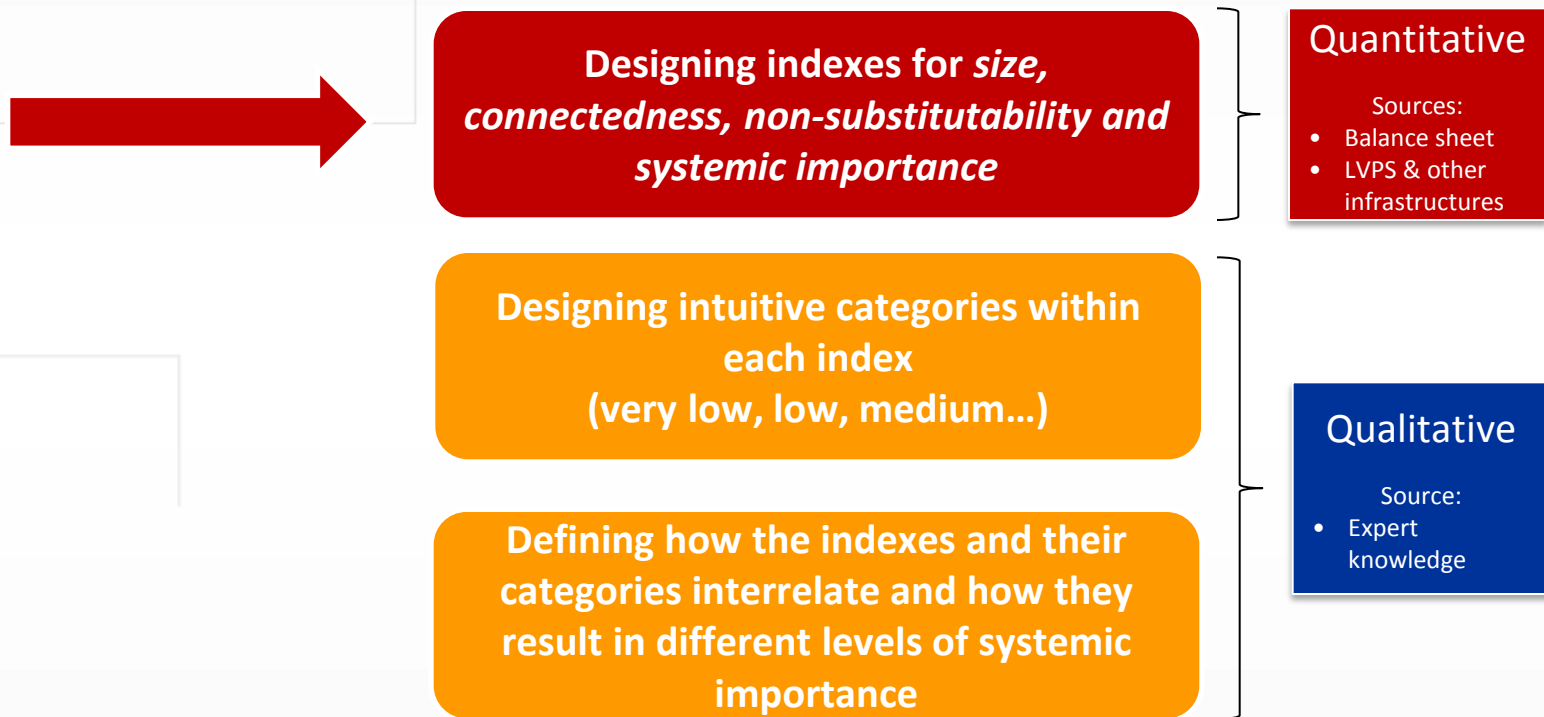 Designing indexes for size,
connectedness, non-substitutability and
systemic importance
Quantitative
Sources:
• Balance sheet
• LVPS & other
infrastructures
Designing intuitive categories within
each index
(very low, low, medium…)
Defining how the indexes and their
categories interrelate and how they
result in different levels of systemic
importance
Qualitative
Source:
• Expert
knowledge